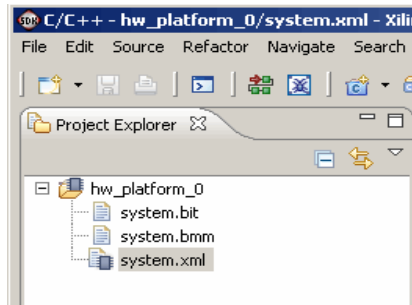 C/C++ - hw_platform_0/system.xml - Xili
File Edit Source Refactor Navigate Search
Project Explorer
hw_platform_0
system.bit
system.bmm
system.xml